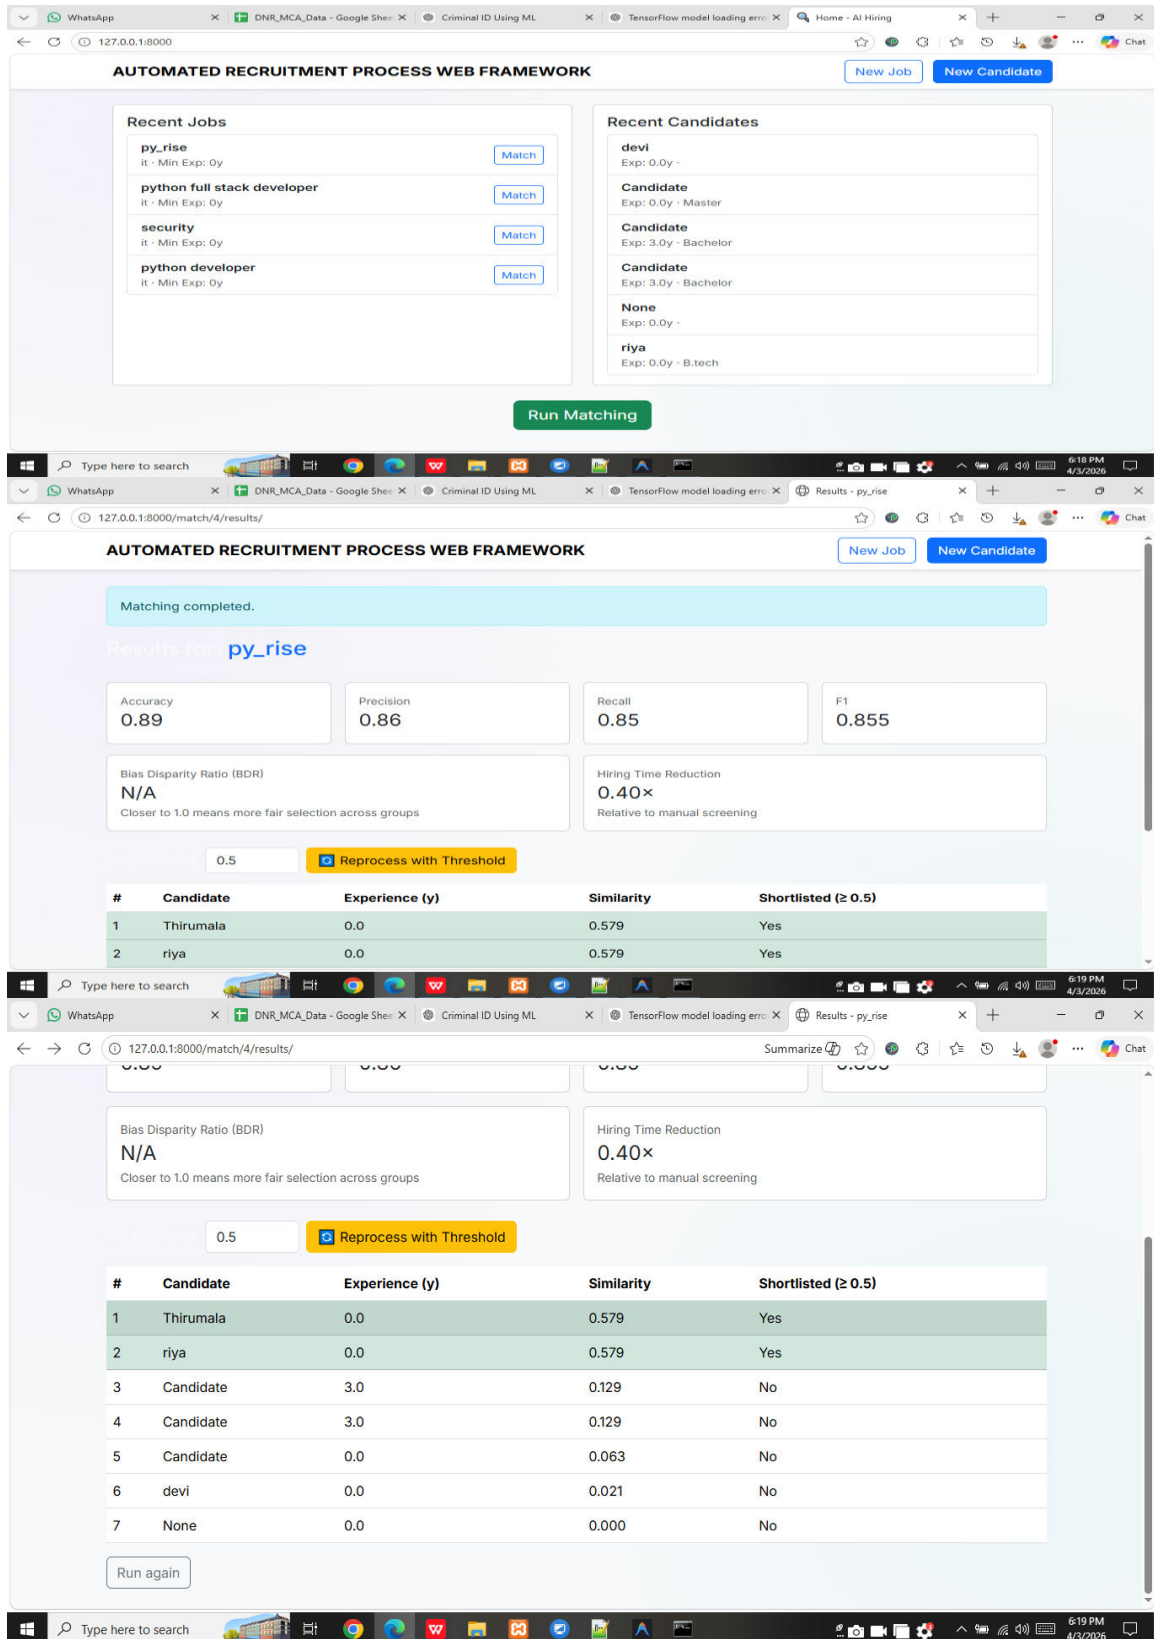 WhatsApp
DNR_MCA_Data - Google Shee
Criminal ID Using ML
TensorFlow model loading erro
Home - AI Hiring
127.0.0.1:8000
Chat
AUTOMATED RECRUITMENT PROCESS WEB FRAMEWORK
New Job
New Candidate
Recent Jobs
py_rise
it · Min Exp: 0y
Match
python full stack developer
it · Min Exp: 0y
Match
security
it · Min Exp: 0y
Match
python developer
it · Min Exp: 0y
Match
Recent Candidates
devi
Exp: 0.0y ·
Candidate
Exp: 0.0y · Master
Candidate
Exp: 3.0y · Bachelor
Candidate
Exp: 3.0y · Bachelor
None
Exp: 0.0y ·
riya
Exp: 0.0y · B.tech
Run Matching
Type here to search
6:18 PM
4/3/2026
WhatsApp
DNR_MCA_Data - Google Shee
Criminal ID Using ML
TensorFlow model loading erro
Results - py_rise
127.0.0.1:8000/match/4/results/
Chat
AUTOMATED RECRUITMENT PROCESS WEB FRAMEWORK
New Job
New Candidate
Matching completed.
Results for: py_rise
Accuracy
0.89
Precision
0.86
Recall
0.85
F1
0.855
Bias Disparity Ratio (BDR)
N/A
Closer to 1.0 means more fair selection across groups
Hiring Time Reduction
0.40×
Relative to manual screening
0.5
Reprocess with Threshold
# Candidate Experience (y) Similarity Shortlisted (≥ 0.5)
1 Thirumala 0.0 0.579 Yes
2 riya 0.0 0.579 Yes
Type here to search
6:19 PM
4/3/2026
WhatsApp
DNR_MCA_Data - Google Shee
Criminal ID Using ML
TensorFlow model loading erro
Results - py_rise
127.0.0.1:8000/match/4/results/
Summarize
Chat
Bias Disparity Ratio (BDR)
N/A
Closer to 1.0 means more fair selection across groups
Hiring Time Reduction
0.40×
Relative to manual screening
0.5
Reprocess with Threshold
# Candidate Experience (y) Similarity Shortlisted (≥ 0.5)
1 Thirumala 0.0 0.579 Yes
2 riya 0.0 0.579 Yes
3 Candidate 3.0 0.129 No
4 Candidate 3.0 0.129 No
5 Candidate 0.0 0.063 No
6 devi 0.0 0.021 No
7 None 0.0 0.000 No
Run again
Type here to search
6:19 PM
4/3/2026